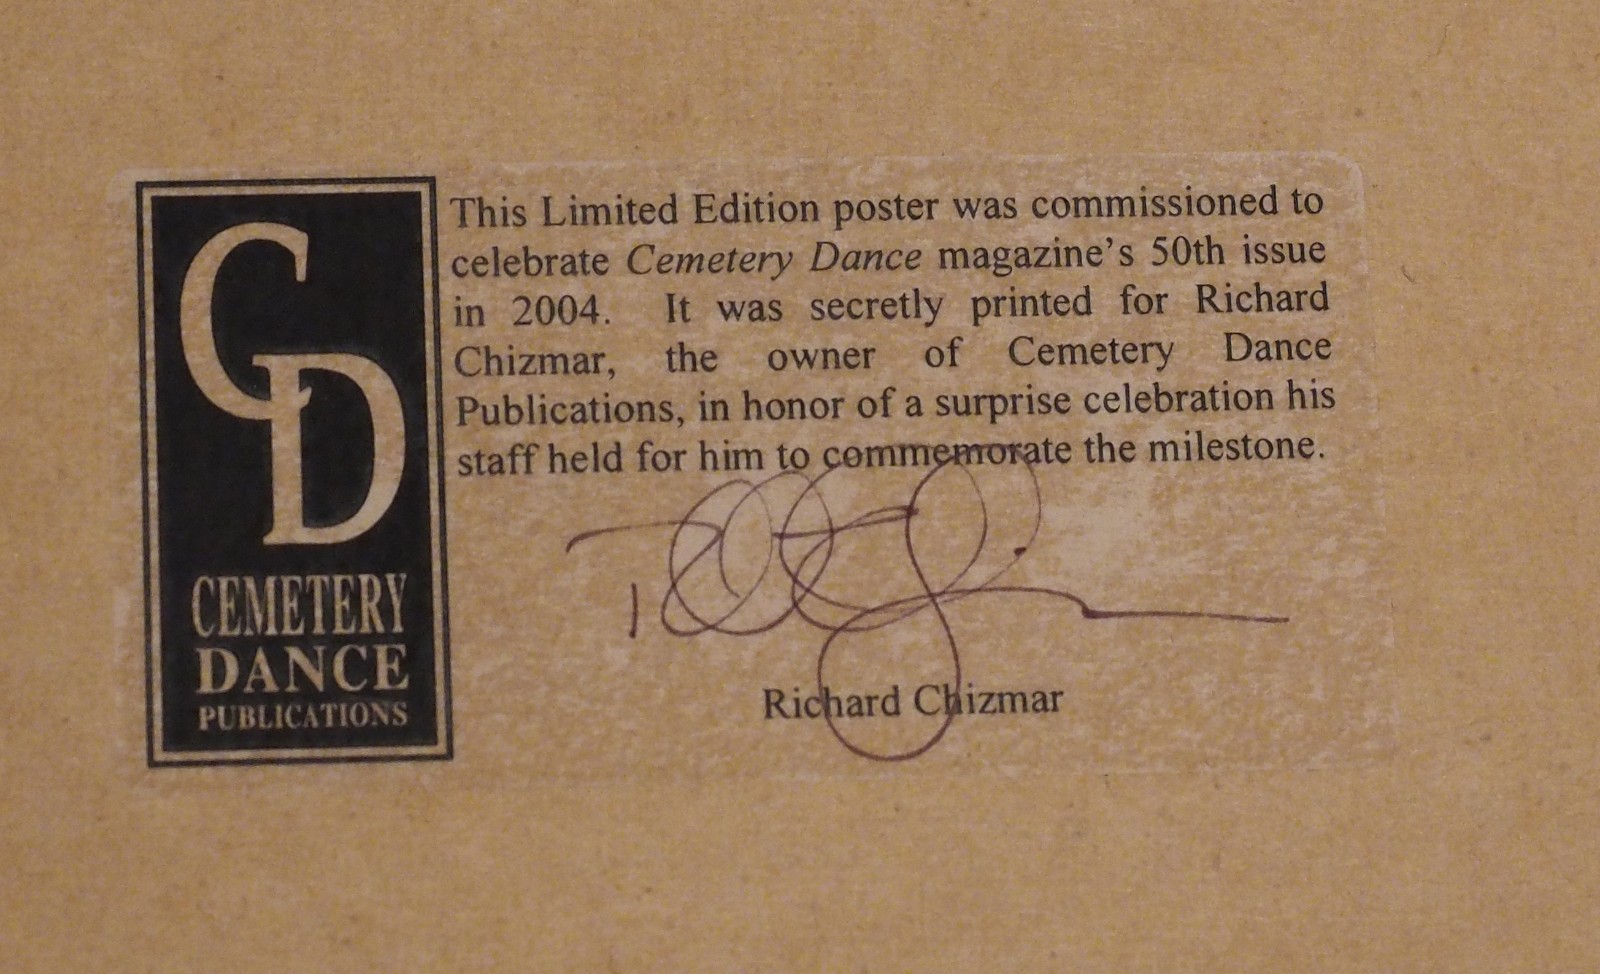 CD
CEMETERY
DANCE
PUBLICATIONS
This Limited Edition poster was commissioned to
celebrate Cemetery Dance magazine's 50th issue
in 2004. It was secretly printed for Richard
Chizmar, the owner of Cemetery Dance
Publications, in honor of a surprise celebration his
staff held for him to commemorate the milestone.
Richard Chizmar